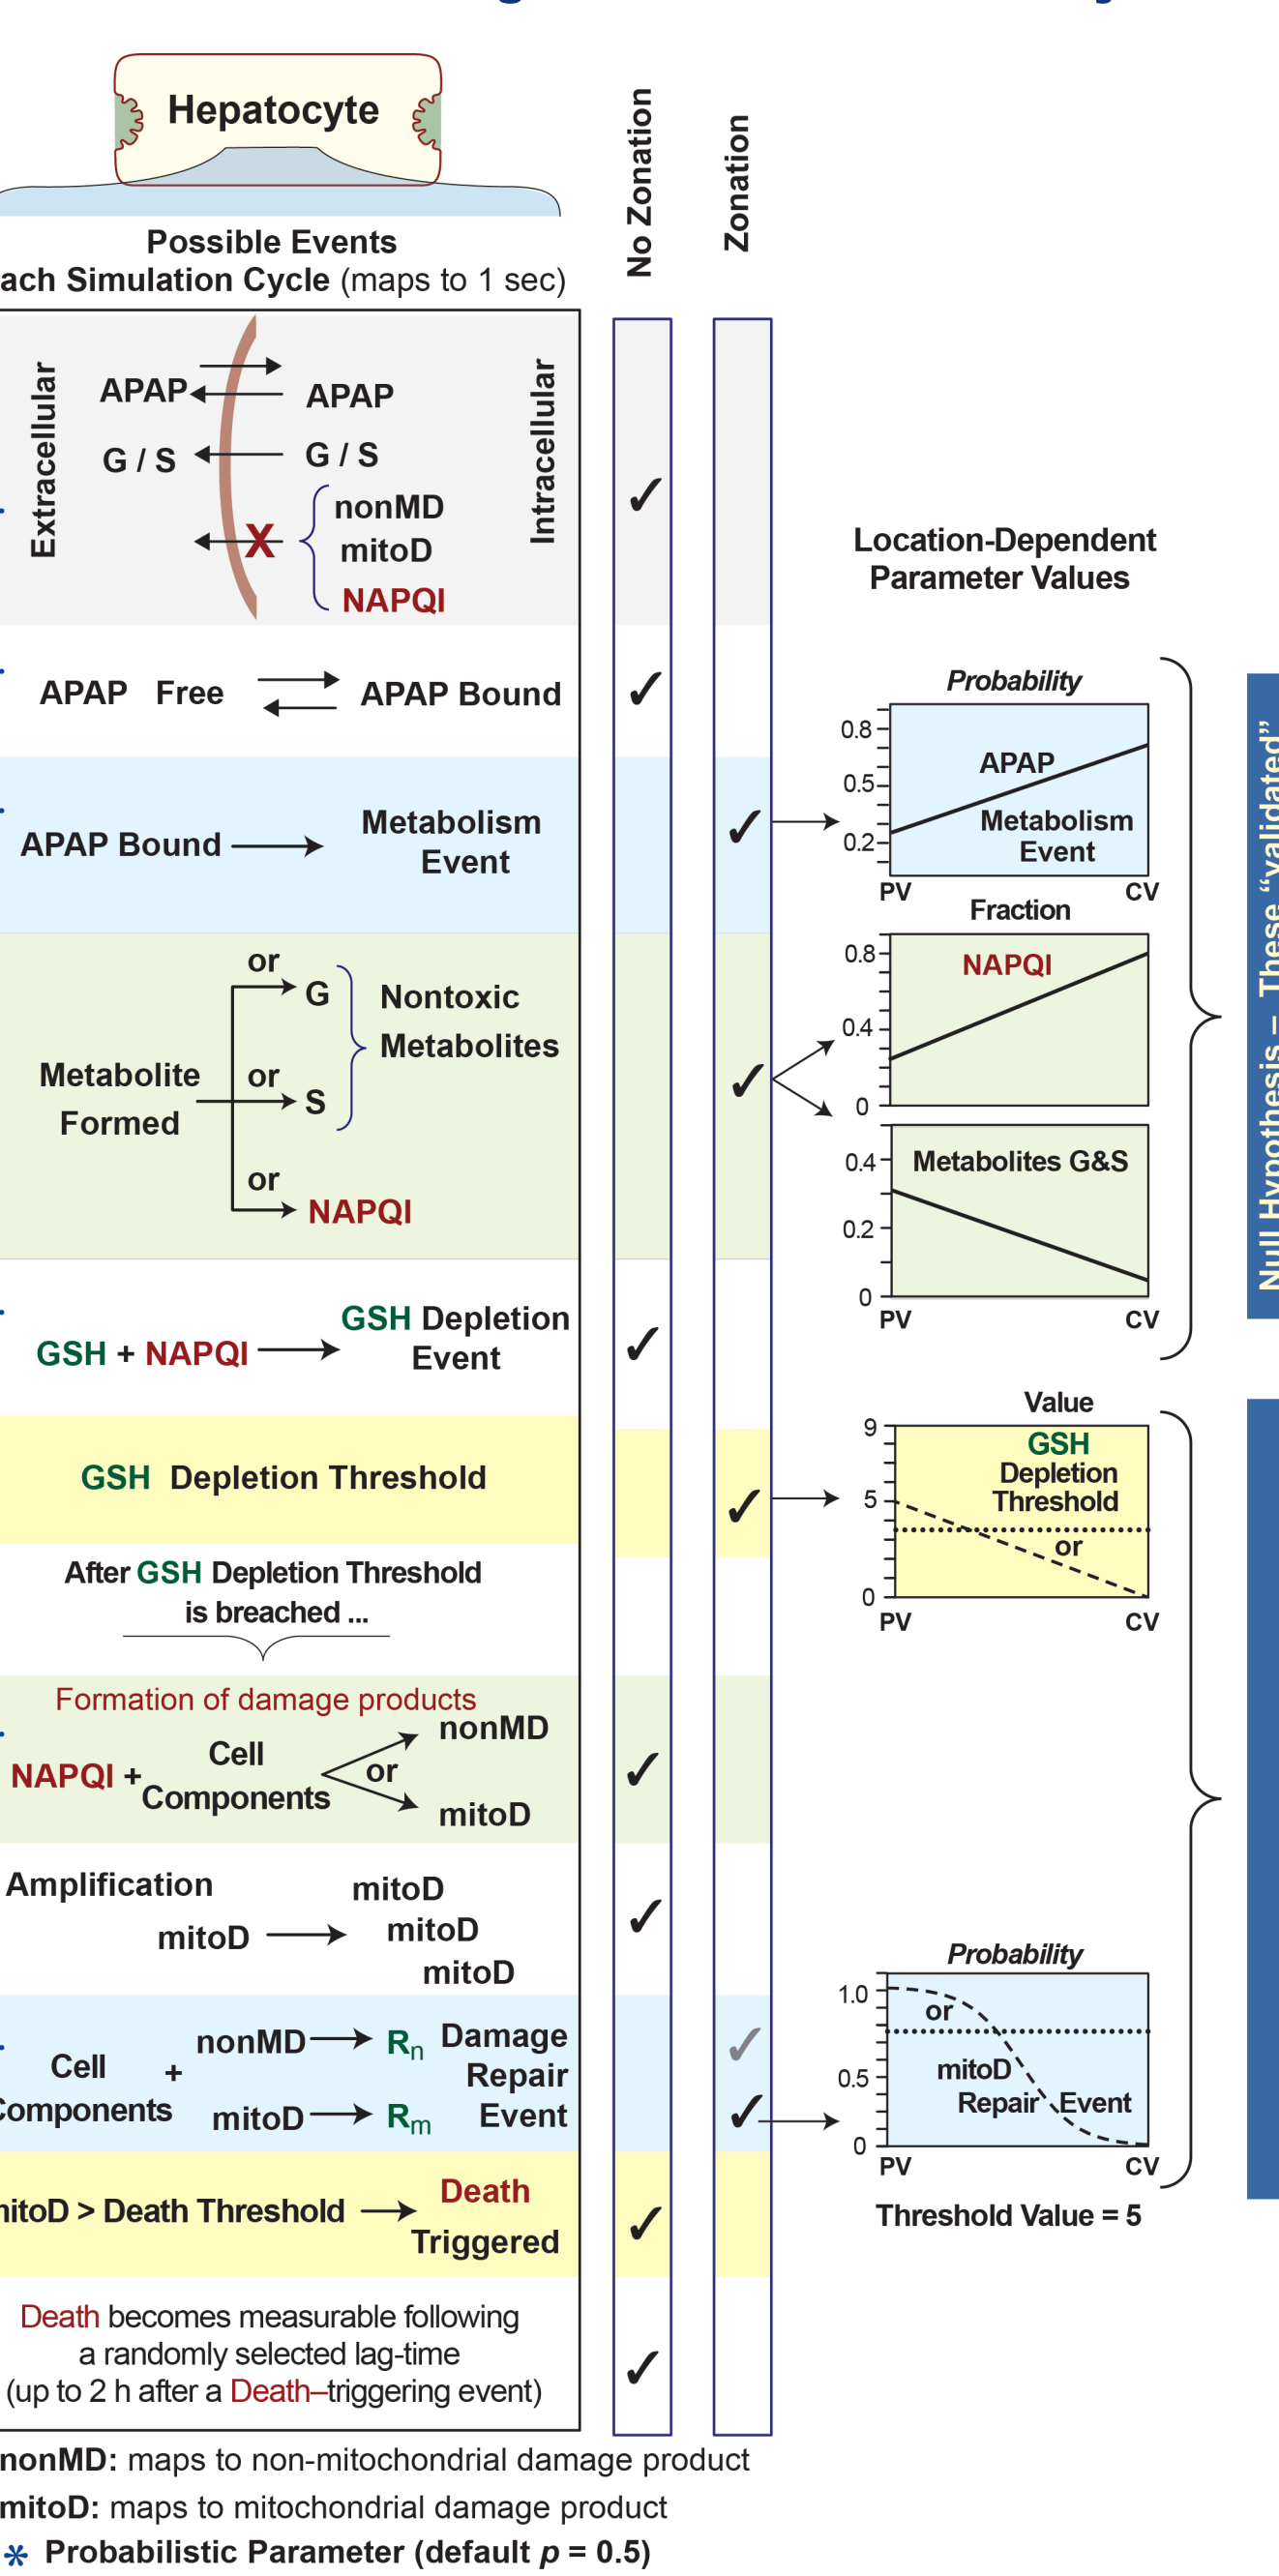 Hepatocyte
No Zonation
Zonation
Possible Events
ach Simulation Cycle (maps to 1 sec)
Extracellular
Intracellular
APAP
APAP
G / S
G / S
nonMD
mitoD
X
NAPQI
APAP Free
APAP Bound
APAP Bound
Metabolism
Event
Metabolite
Formed
or
G
or
S
or
NAPQI
Nontoxic
Metabolites
GSH + NAPQI
GSH Depletion
Event
GSH Depletion Threshold
After GSH Depletion Threshold
is breached ...
Formation of damage products
NAPQI +
Cell
Components
or
nonMD
mitoD
Amplification
mitoD
mitoD
mitoD
mitoD
Cell
Components
+
nonMD
Rn
mitoD
Rm
Damage
Repair
Event
mitoD > Death Threshold
Death
Triggered
Death becomes measurable following
a randomly selected lag-time
(up to 2 h after a Death–triggering event)
Location-Dependent
Parameter Values
Probability
0.8
0.5
0.2
APAP
Metabolism
Event
PV
CV
Fraction
0.8
0.4
0
NAPQI
0.4
0.2
0
Metabolites G&S
PV
CV
Value
9
5
0
GSH
Depletion
Threshold
or
PV
CV
Probability
1.0
0.5
0
or
mitoD
Repair Event
PV
CV
Threshold Value = 5
Null Hypothesis – These “validated”
nonMD: maps to non-mitochondrial damage product
mitoD: maps to mitochondrial damage product
* Probabilistic Parameter (default p = 0.5)